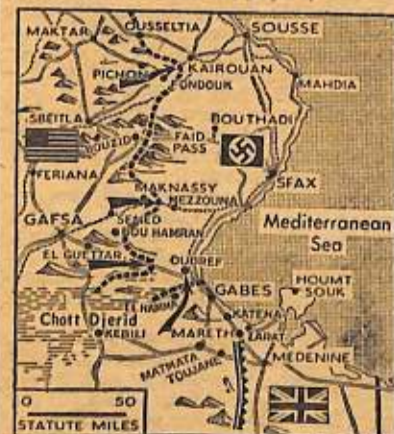 OUSSELTIA
SOUSSE
MAKTAR
PICHON
KAIROUAN
FONDOUK
MAHDIA
SBEITLA
BOUTHADI
BOUZID
FAID
PASS
FERIANA
MAKNASSY
MEZZOUNA
SFAX
GAFSA
SENED
BOU HAMRAN
Mediterranean
Sea
EL GUETTAR
OUDREF
HOUMT
SOUK
GABES
EL HAMMA
KATENA
Chott Djerid
KEBILI
MARETH
ZARAT
MATMATA
TOUJANE
MEDENINE
0 50
STATUTE MILES